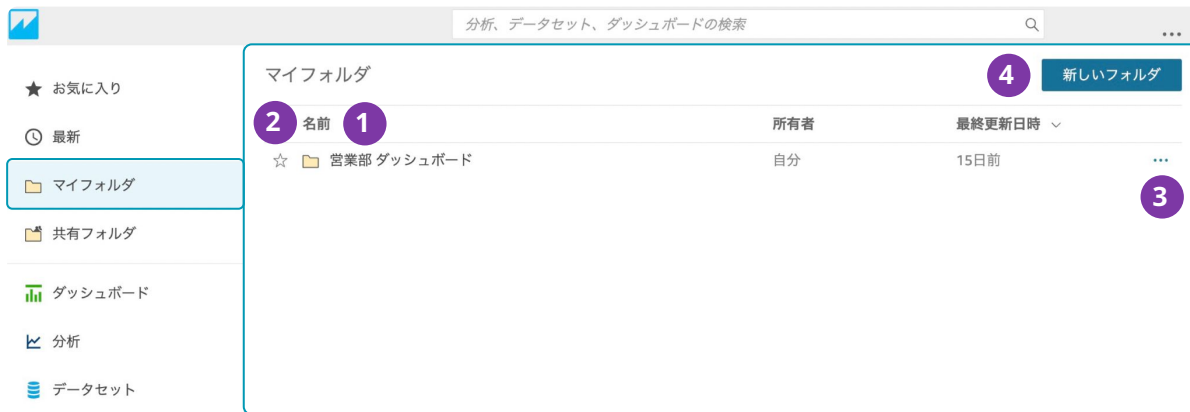 分析、データセット、ダッシュボードの検索
お気に入り
最新
マイフォルダ
共有フォルダ
ダッシュボード
分析
データセット
マイフォルダ
4 新しいフォルダ
2 名前 1 所有者 最終更新日時
営業部 ダッシュボード 自分 15日前
3